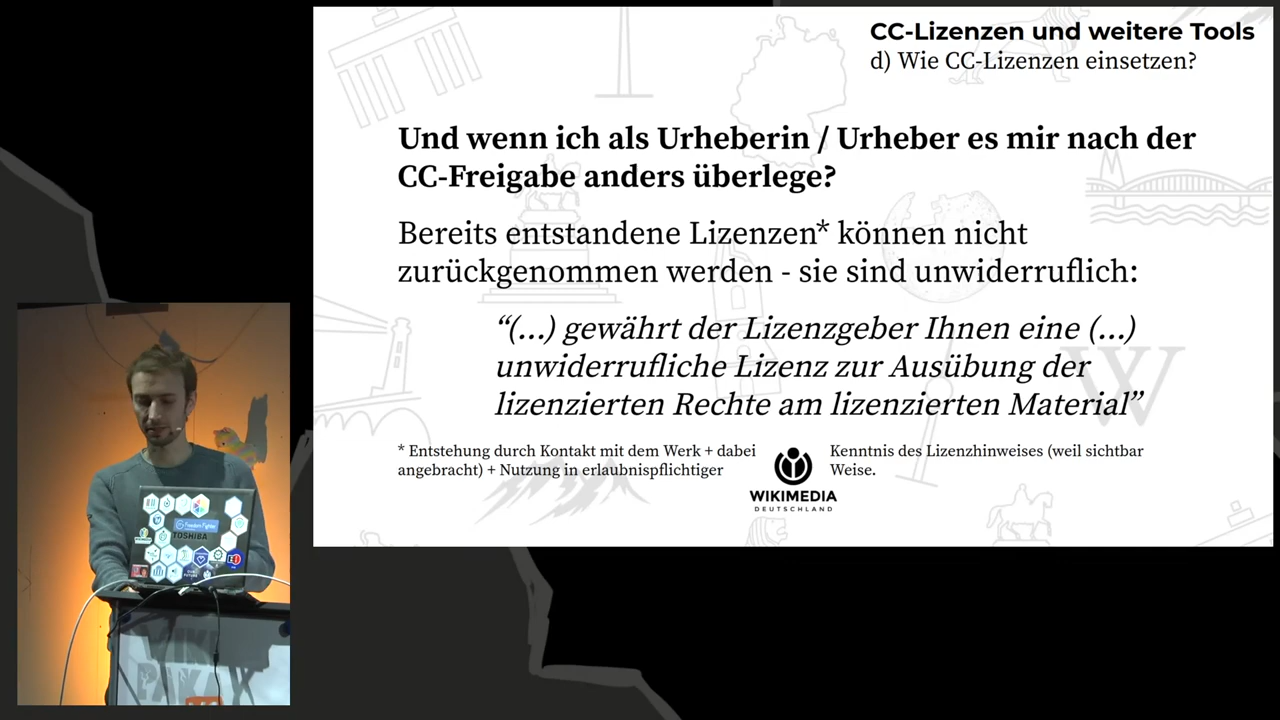 CC-Lizenzen und weitere Tools
d) Wie CC-Lizenzen einsetzen?
Und wenn ich als Urheberin / Urheber es mir nach der
CC-Freigabe anders überlege?
Bereits entstandene Lizenzen* können nicht
zurückgenommen werden - sie sind unwiderruflich:
“(...) gewährt der Lizenzgeber Ihnen eine (...)
unwiderrufliche Lizenz zur Ausübung der
lizenzierten Rechte am lizenzierten Material”
* Entstehung durch Kontakt mit dem Werk + dabei
angebracht) + Nutzung in erlaubnispflichtiger
Kenntnis des Lizenzhinweises (weil sichtbar
Weise.
WIKIMEDIA
DEUTSCHLAND
W
Freedom Fighter
TOSHIBA
WIKI
PAKAX